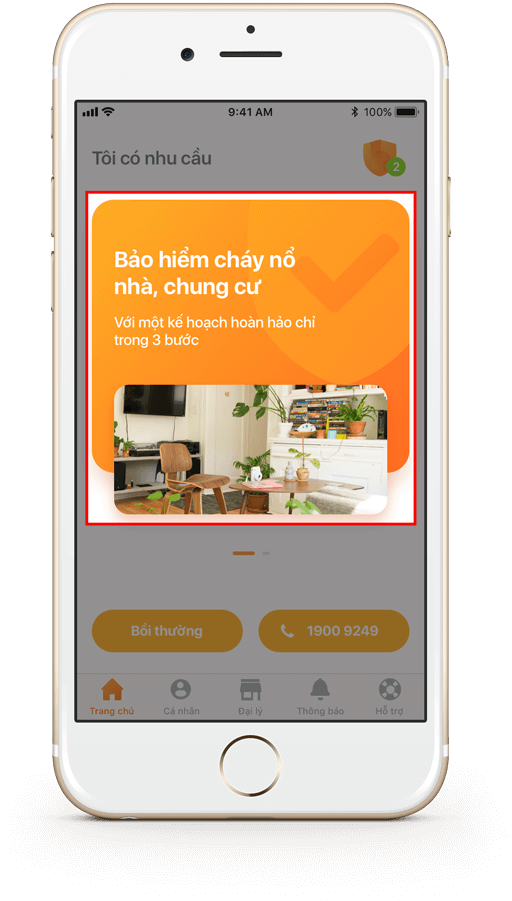 9:41 AM
100%
Tôi có nhu cầu
2
Bảo hiểm cháy nổ
nhà, chung cư
Với một kế hoạch hoàn hảo chỉ
trong 3 bước
Bồi thường
1900 9249
Trang chủ
Cá nhân
Đại lý
Thông báo
Hỗ trợ